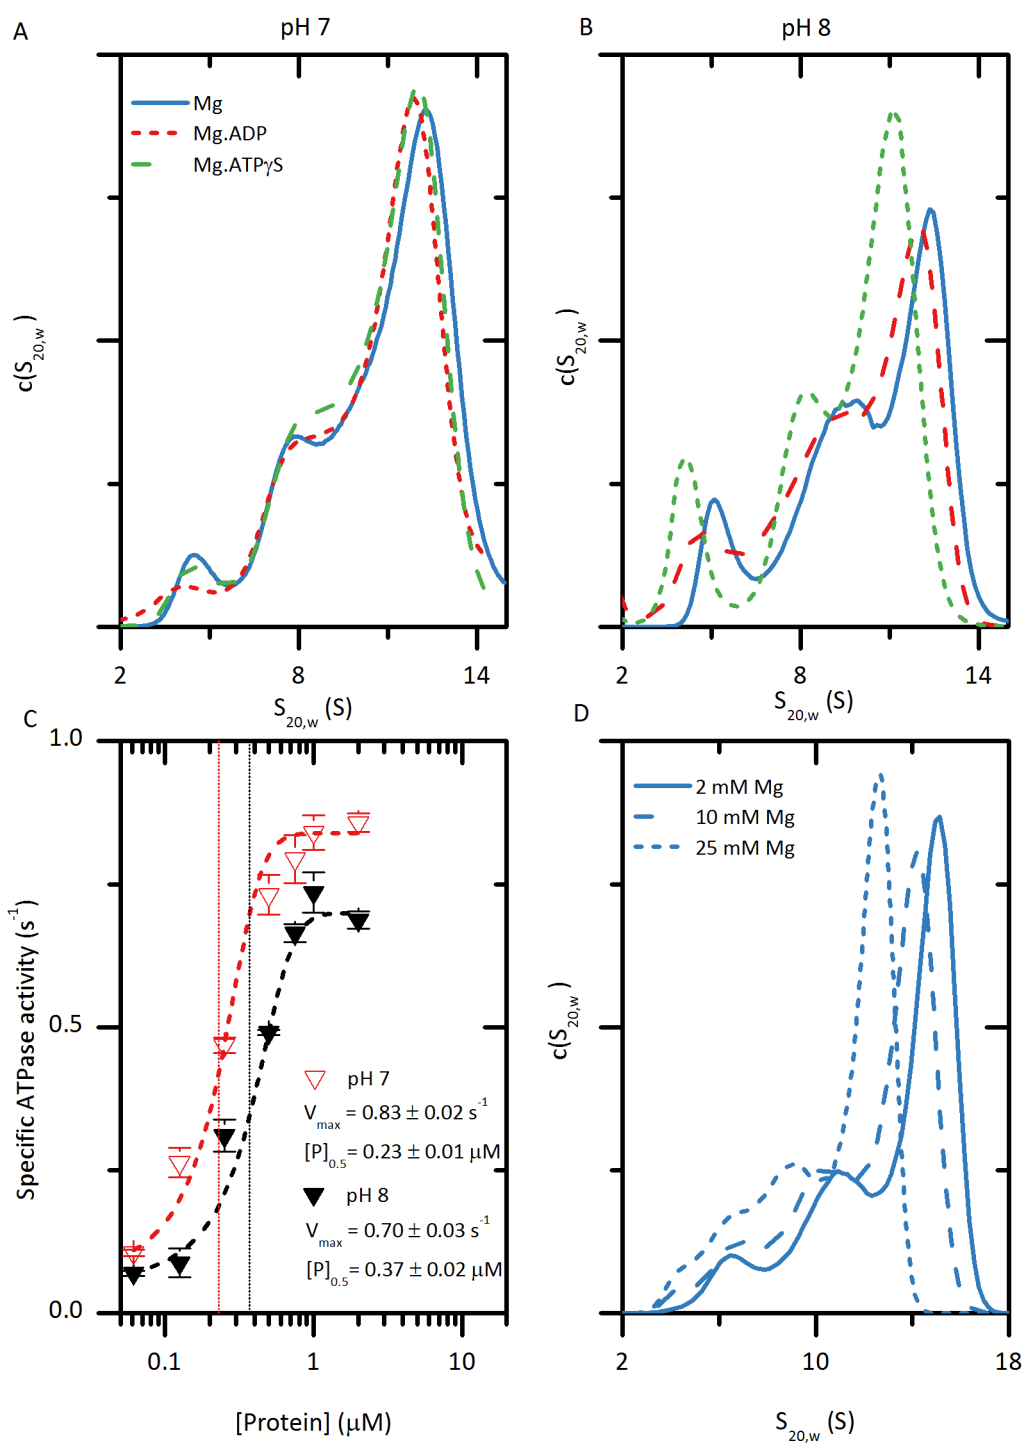 A
pH 7
Mg
Mg.ADP
Mg.ATPγS
c(S20,w )
2
8
14
S20,w (S)
B
pH 8
c(S20,w )
2
8
14
S20,w (S)
C
1.0
0.5
0.0
Specific ATPase activity (s-1)
pH 7
Vmax = 0.83 ± 0.02 s-1
[P]0.5 = 0.23 ± 0.01 μM
pH 8
Vmax = 0.70 ± 0.03 s-1
[P]0.5 = 0.37 ± 0.02 μM
0.1
1
10
[Protein] (μM)
D
2 mM Mg
10 mM Mg
25 mM Mg
c(S20,w )
2
10
18
S20,w (S)